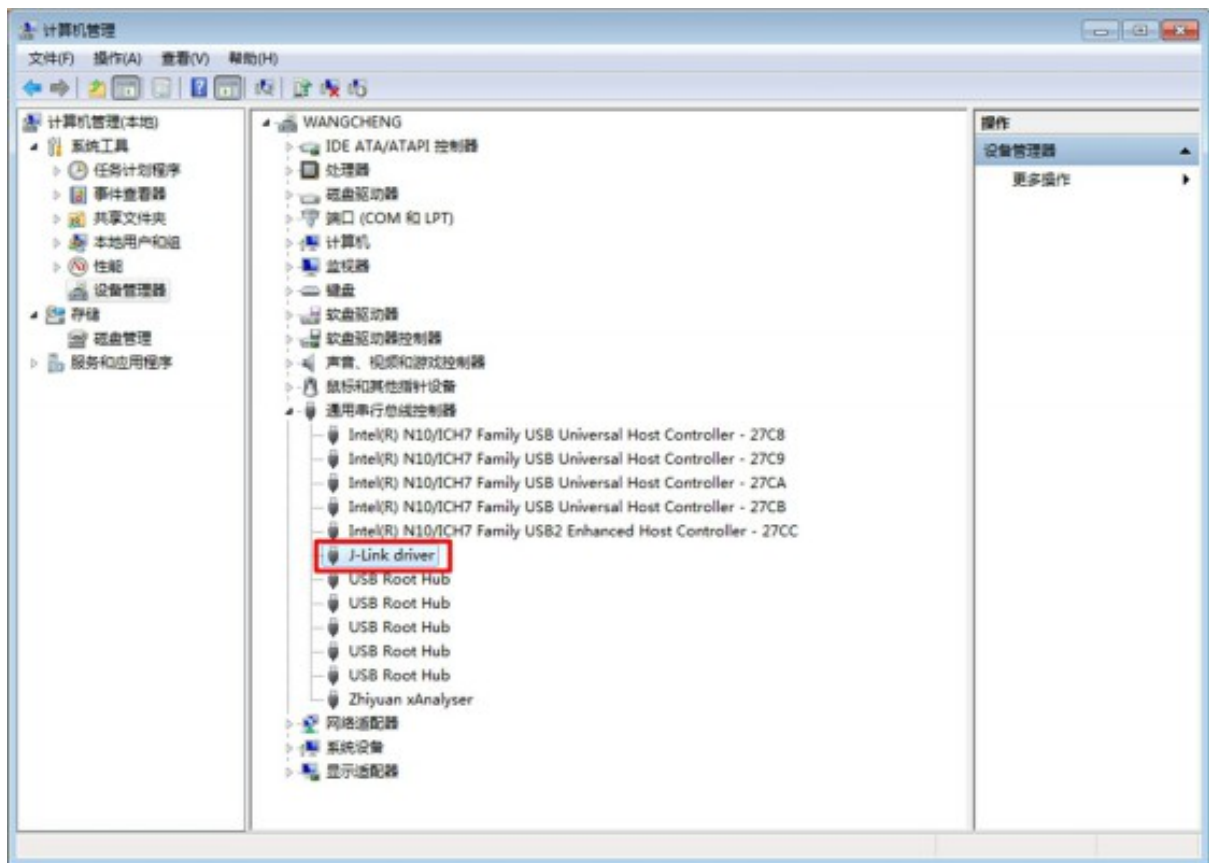 计算机管理
文件(F) 操作(A) 查看(V) 帮助(H)
计算机管理(本地)
系统工具
任务计划程序
事件查看器
共享文件夹
本地用户和组
性能
设备管理器
存储
磁盘管理
服务和应用程序
WANGCHENG
IDE ATA/ATAPI 控制器
处理器
磁盘驱动器
端口 (COM 和 LPT)
计算机
监视器
键盘
软盘驱动器
软盘驱动器控制器
声音、视频和游戏控制器
鼠标和其他指针设备
通用串行总线控制器
Intel(R) N10/ICH7 Family USB Universal Host Controller - 27C8
Intel(R) N10/ICH7 Family USB Universal Host Controller - 27C9
Intel(R) N10/ICH7 Family USB Universal Host Controller - 27CA
Intel(R) N10/ICH7 Family USB Universal Host Controller - 27CB
Intel(R) N10/ICH7 Family USB2 Enhanced Host Controller - 27CC
J-Link driver
USB Root Hub
USB Root Hub
USB Root Hub
USB Root Hub
USB Root Hub
Zhiyuan xAnalyser
网络适配器
系统设备
显示适配器
操作
设备管理器
更多操作